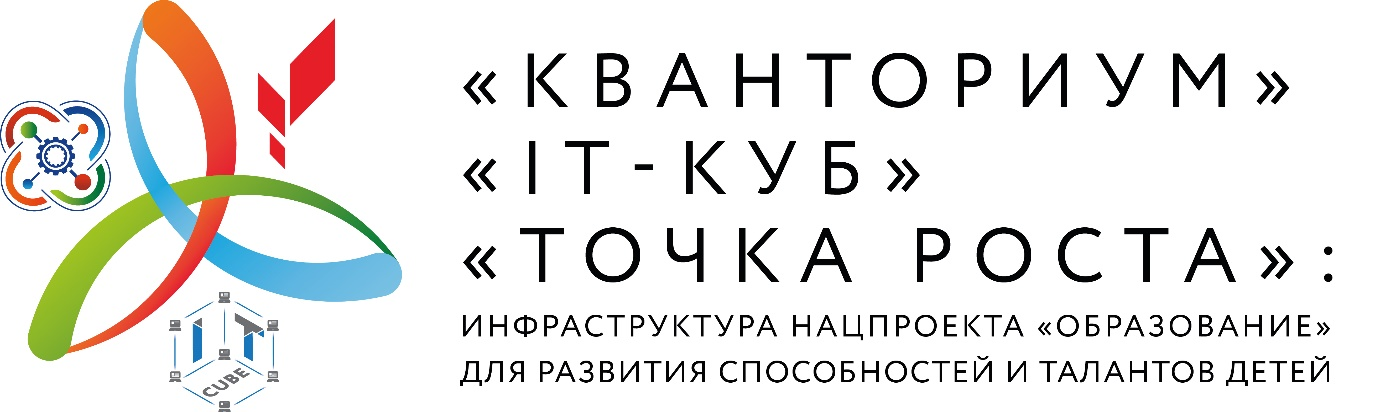 «КВАНТОРИУМ»
«IT-КУБ»
«ТОЧКА РОСТА»:
ИНФРАСТРУКТУРА НАЦПРОЕКТА «ОБРАЗОВАНИЕ»
ДЛЯ РАЗВИТИЯ СПОСОБНОСТЕЙ И ТАЛАНТОВ ДЕТЕЙ
IT
CUBE